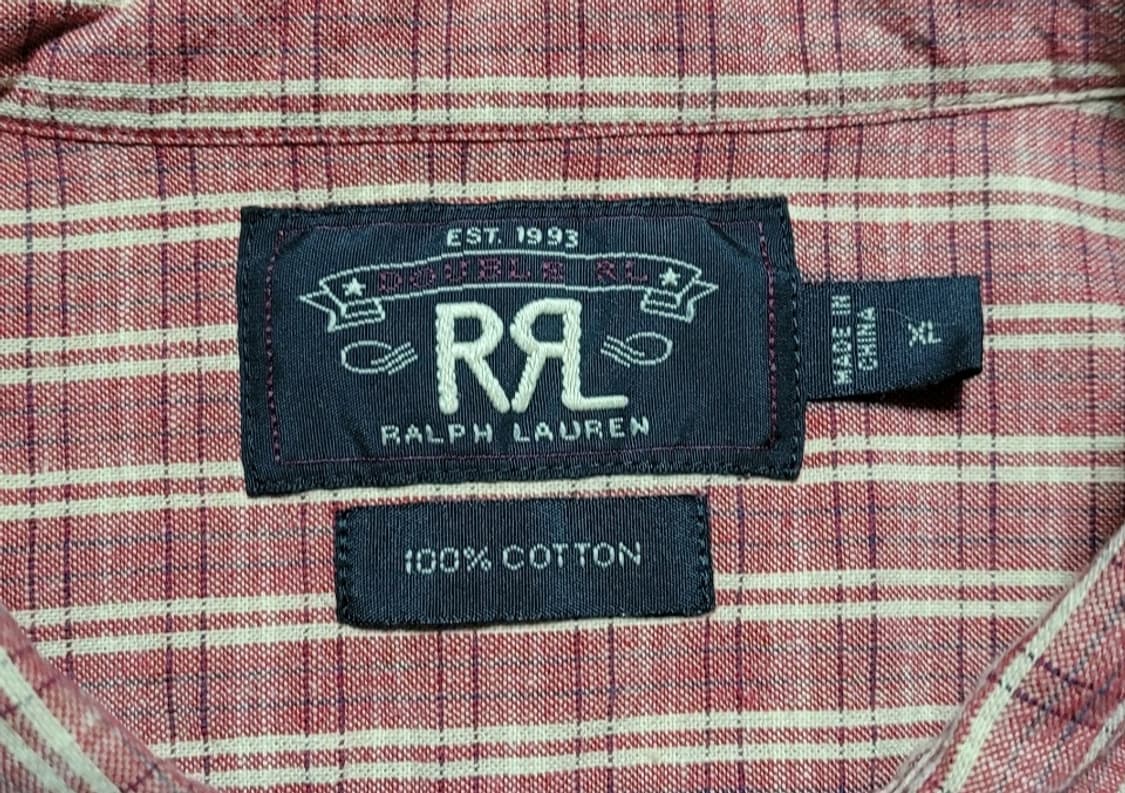 EST. 1993
DOUBLE RL
RRL
RALPH LAUREN
MADE IN
CHINA
XL
100% COTTON